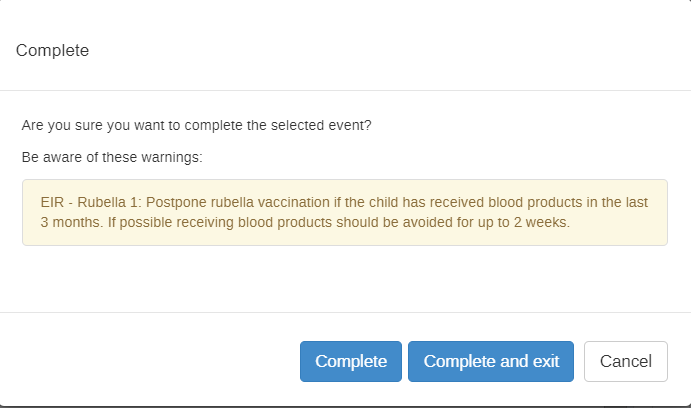 Complete
Are you sure you want to complete the selected event?
Be aware of these warnings:
EIR - Rubella 1: Postpone rubella vaccination if the child has received blood products in the last
3 months. If possible receiving blood products should be avoided for up to 2 weeks.
Complete
Complete and exit
Cancel